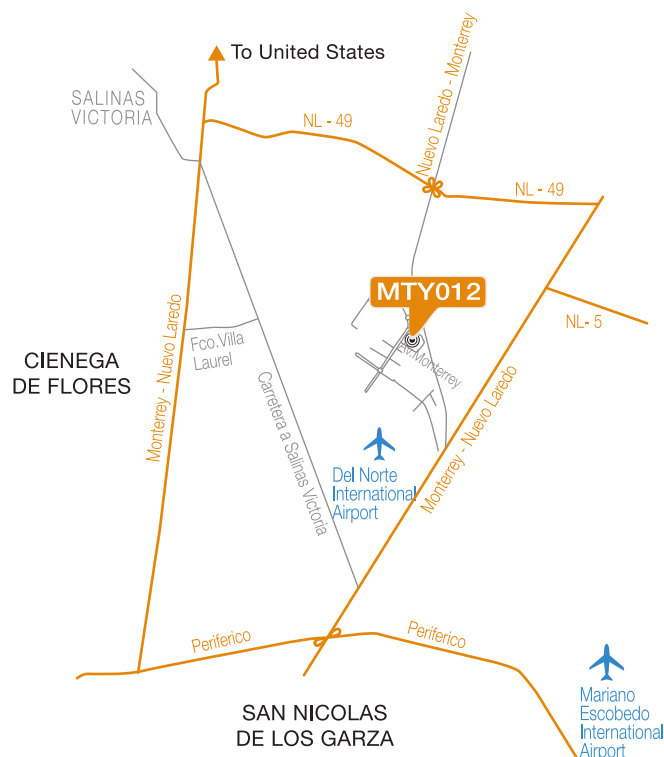 To United States
SALINAS
VICTORIA
NL - 49
Nuevo Laredo - Monterrey
NL - 49
MTY012
NL- 5
Fco.Villa
Laurel
Av.Monterrey
CIENEGA
DE FLORES
Monterrey - Nuevo Laredo
Carretera a Salinas Victoria
Monterrey - Nuevo Laredo
Del Norte
International
Airport
Periferico
Periferico
Mariano
Escobedo
International
Airport
SAN NICOLAS
DE LOS GARZA